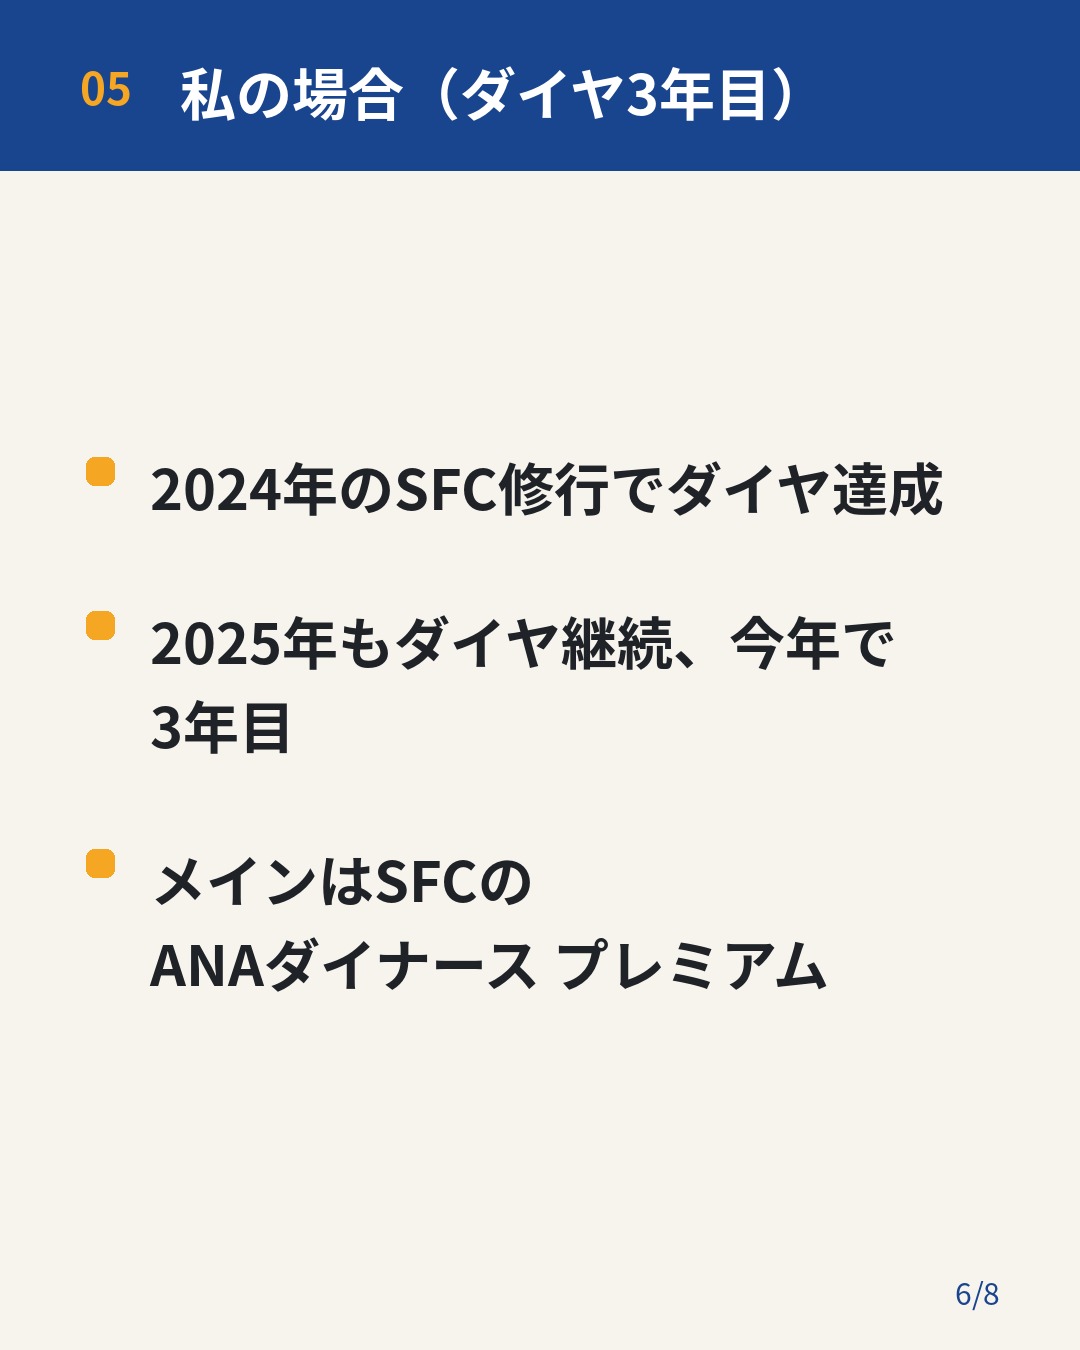 05 私の場合（ダイヤ3年目）
2024年のSFC修行でダイヤ達成
2025年もダイヤ継続、今年で
3年目
メインはSFCの
ANAダイナース プレミアム
6/8